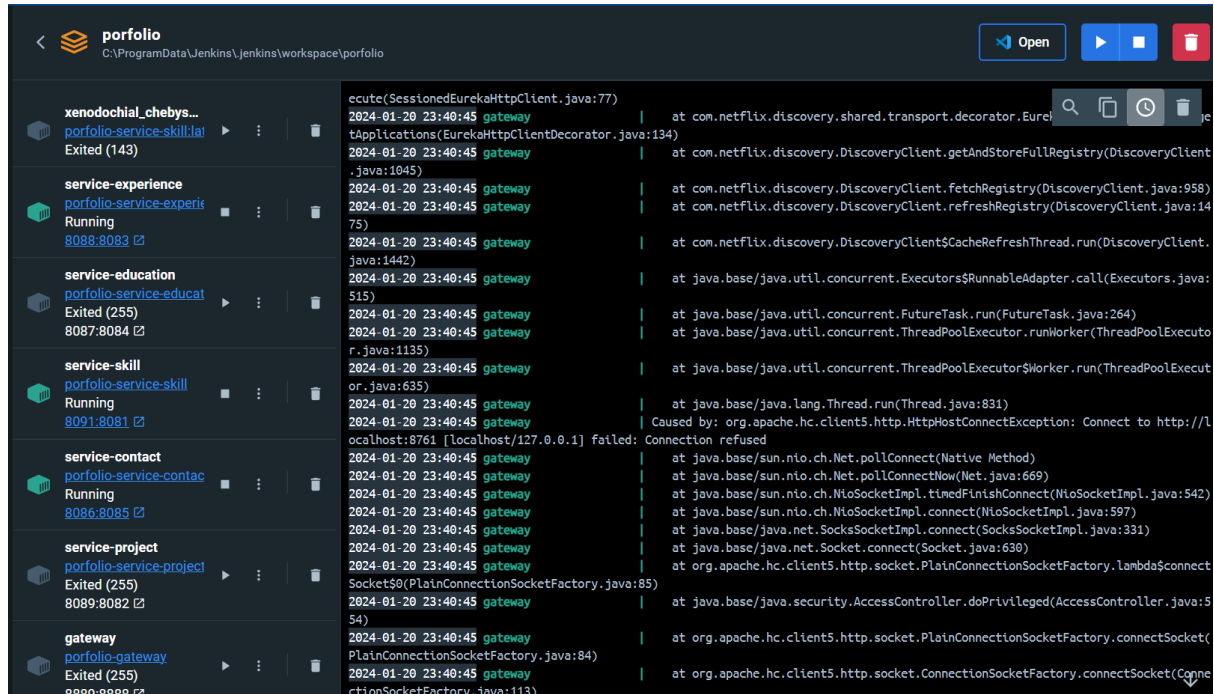 porfolio
C:\ProgramData\Jenkins\.jenkins\workspace\porfolio
Open
xenodochial_chebys...
porfolio-service-skill:lat
Exited (143)
service-experience
porfolio-service-experie
Running
8088:8083
service-education
porfolio-service-educat
Exited (255)
8087:8084
service-skill
porfolio-service-skill
Running
8091:8081
service-contact
porfolio-service-contac
Running
8086:8085
service-project
porfolio-service-project
Exited (255)
8089:8082
gateway
porfolio-gateway
Exited (255)
8889:8888
ecute(SessionedEurekaHttpClient.java:77)
2024-01-20 23:40:45 gateway | at com.netflix.discovery.shared.transport.decorator.Eurek ge
tApplications(EurekaHttpClientDecorator.java:134)
2024-01-20 23:40:45 gateway | at com.netflix.discovery.DiscoveryClient.getAndStoreFullRegistry(DiscoveryClient
.java:1045)
2024-01-20 23:40:45 gateway | at com.netflix.discovery.DiscoveryClient.fetchRegistry(DiscoveryClient.java:958)
2024-01-20 23:40:45 gateway | at com.netflix.discovery.DiscoveryClient.refreshRegistry(DiscoveryClient.java:14
75)
2024-01-20 23:40:45 gateway | at com.netflix.discovery.DiscoveryClient$CacheRefreshThread.run(DiscoveryClient.
java:1442)
2024-01-20 23:40:45 gateway | at java.base/java.util.concurrent.Executors$RunnableAdapter.call(Executors.java:
515)
2024-01-20 23:40:45 gateway | at java.base/java.util.concurrent.FutureTask.run(FutureTask.java:264)
2024-01-20 23:40:45 gateway | at java.base/java.util.concurrent.ThreadPoolExecutor.runWorker(ThreadPoolExecuto
r.java:1135)
2024-01-20 23:40:45 gateway | at java.base/java.util.concurrent.ThreadPoolExecutor$Worker.run(ThreadPoolExecut
or.java:635)
2024-01-20 23:40:45 gateway | at java.base/java.lang.Thread.run(Thread.java:831)
2024-01-20 23:40:45 gateway | Caused by: org.apache.hc.client5.http.HttpHostConnectException: Connect to http://l
ocalhost:8761 [localhost/127.0.0.1] failed: Connection refused
2024-01-20 23:40:45 gateway | at java.base/sun.nio.ch.Net.pollConnect(Native Method)
2024-01-20 23:40:45 gateway | at java.base/sun.nio.ch.Net.pollConnectNow(Net.java:669)
2024-01-20 23:40:45 gateway | at java.base/sun.nio.ch.NioSocketImpl.timedFinishConnect(NioSocketImpl.java:542)
2024-01-20 23:40:45 gateway | at java.base/sun.nio.ch.NioSocketImpl.connect(NioSocketImpl.java:597)
2024-01-20 23:40:45 gateway | at java.base/java.net.SocksSocketImpl.connect(SocksSocketImpl.java:331)
2024-01-20 23:40:45 gateway | at java.base/java.net.Socket.connect(Socket.java:630)
2024-01-20 23:40:45 gateway | at org.apache.hc.client5.http.socket.PlainConnectionSocketFactory.lambda$connect
Socket$0(PlainConnectionSocketFactory.java:85)
2024-01-20 23:40:45 gateway | at java.base/java.security.AccessController.doPrivileged(AccessController.java:5
54)
2024-01-20 23:40:45 gateway | at org.apache.hc.client5.http.socket.PlainConnectionSocketFactory.connectSocket(
PlainConnectionSocketFactory.java:84)
2024-01-20 23:40:45 gateway | at org.apache.hc.client5.http.socket.PlainConnectionSocketFactory.connectSocket(Conne
ctionSocketFactory.java:113)